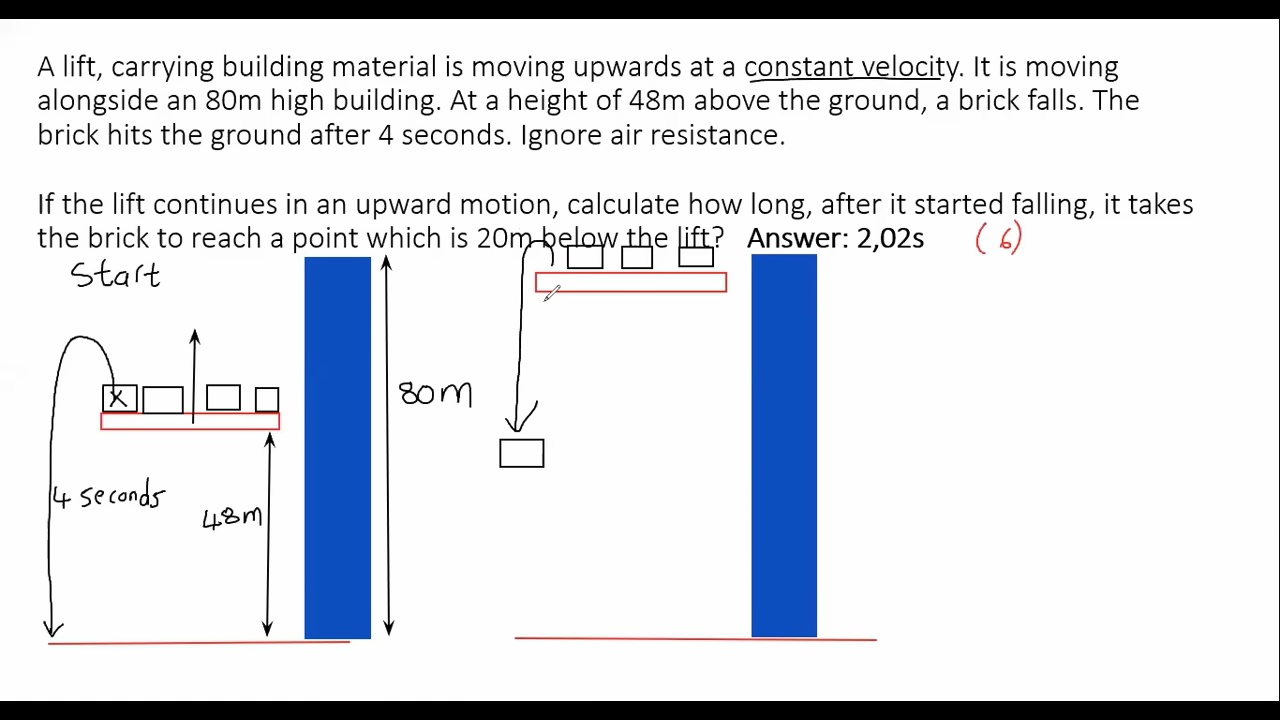 A lift, carrying building material is moving upwards at a constant velocity. It is moving
alongside an 80m high building. At a height of 48m above the ground, a brick falls. The
brick hits the ground after 4 seconds. Ignore air resistance.
If the lift continues in an upward motion, calculate how long, after it started falling, it takes
the brick to reach a point which is 20m below the lift? Answer: 2,02s (6)
Start
X
80m
4 seconds
48m